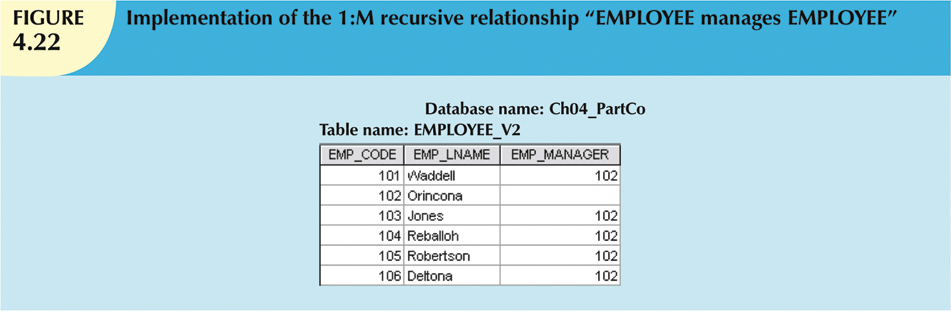 FIGURE 4.22
Implementation of the 1:M recursive relationship “EMPLOYEE manages EMPLOYEE”
Database name: Ch04_PartCo
Table name: EMPLOYEE_V2
EMP_CODE EMP_LNAME EMP_MANAGER
101 Waddell 102
102 Orincona
103 Jones 102
104 Reballoh 102
105 Robertson 102
106 Deltona 102